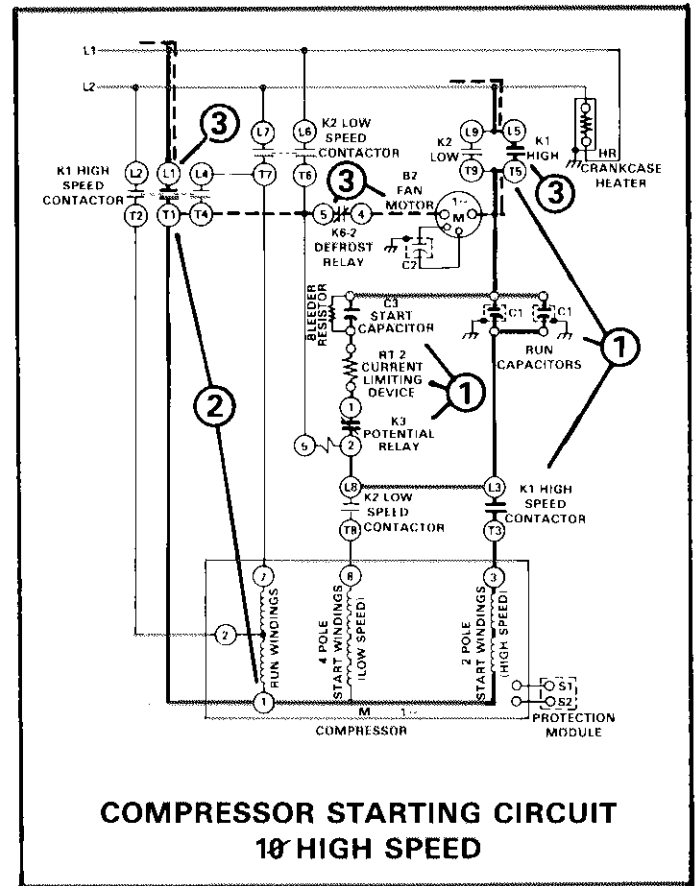 L1
L2
3
L7
K2 LOW
SPEED
CONTACTOR
L6
L9
L5
K2
LOW
K1
HIGH
HR
CRANKCASE
HEATER
K1 HIGH
SPEED
CONTACTOR
L2
L1
L4
T7
T6
T9
T5
3
B2
FAN
MOTOR
3
T2
T1
T4
5
4
1~
M
K6-2
DEFROST
RELAY
C2
BLEEDER
RESISTOR
C3
START
CAPACITOR
C1
C1
RUN
CAPACITORS
1
R1-2
CURRENT
LIMITING
DEVICE
1
2
1
K3
POTENTIAL
RELAY
5
2
L8
L3
K2 LOW
SPEED
CONTACTOR
K1 HIGH
SPEED
CONTACTOR
T8
T3
7
8
3
2
RUN WINDINGS
4 POLE
START WINDINGS
(LOW SPEED)
2 POLE
START WINDINGS
(HIGH SPEED)
1
M 1~
S1
S2
PROTECTION
MODULE
COMPRESSOR
COMPRESSOR STARTING CIRCUIT
1Ø HIGH SPEED